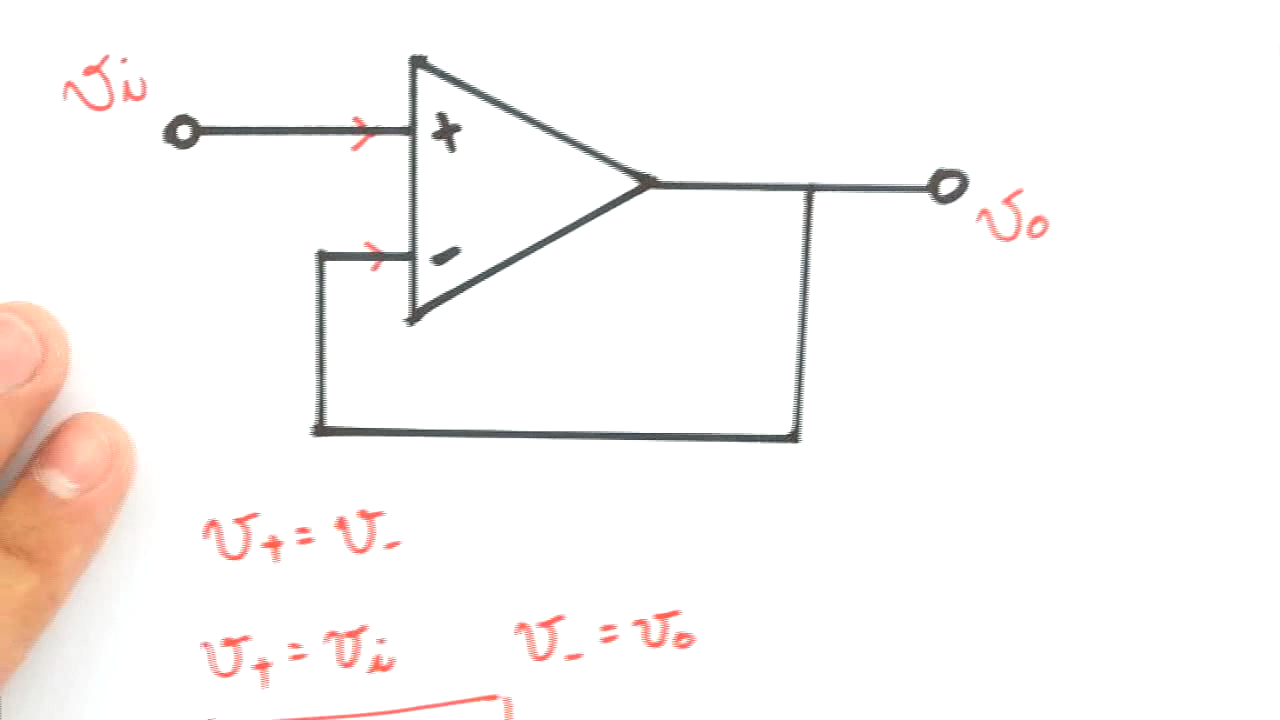 vi
+
-
vo
v+ = v-
v+ = vi v- = vo